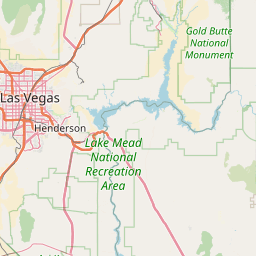 Gold Butte
National
Monument
Las Vegas
Henderson
Lake Mead
National
Recreation
Area